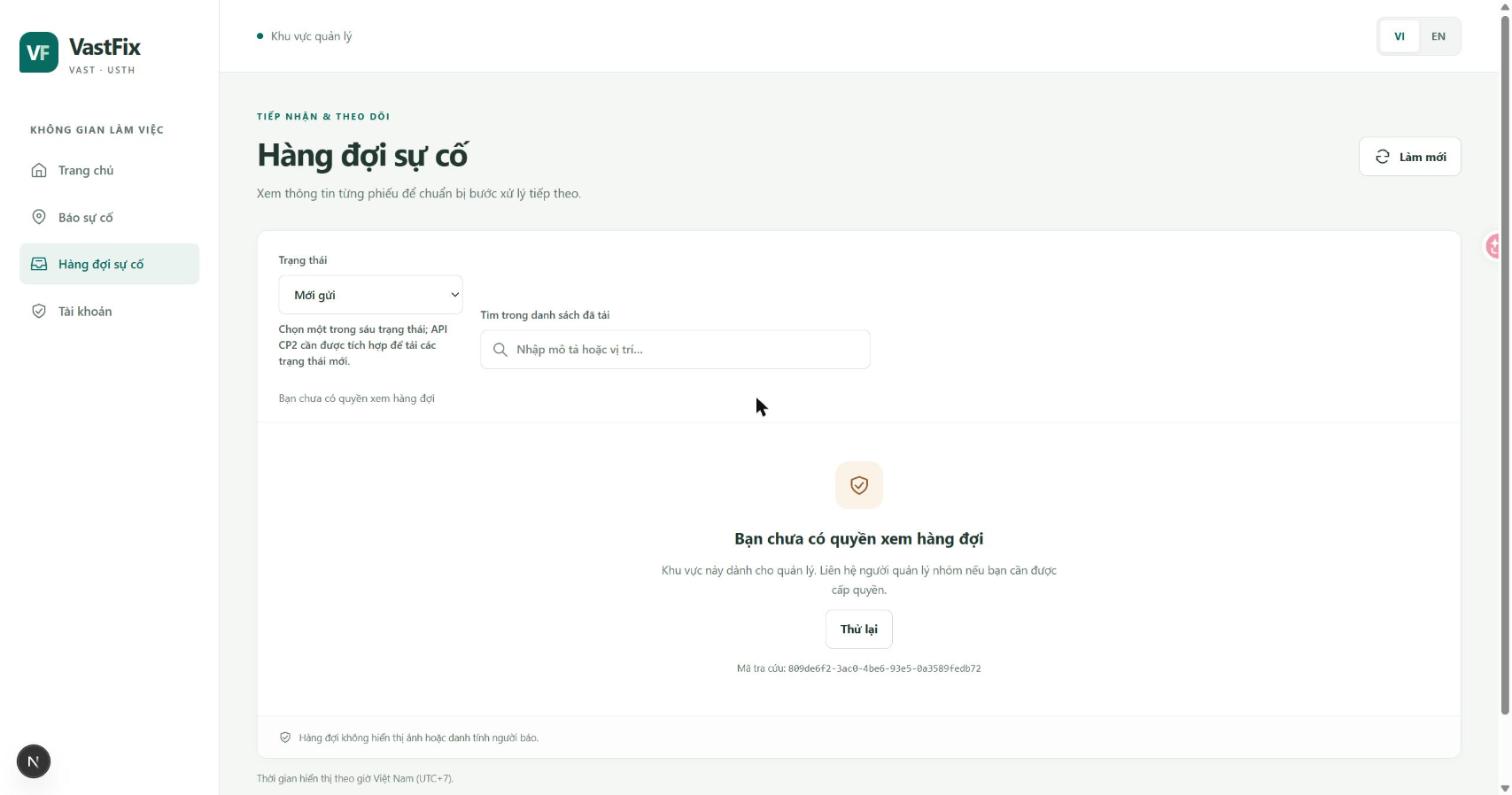 VF
VastFix
VAST · USTH
KHÔNG GIAN LÀM VIỆC
Trang chủ
Báo sự cố
Hàng đợi sự cố
Tài khoản
N
Khu vực quản lý
VI
EN
TIẾP NHẬN & THEO DÕI
Hàng đợi sự cố
Xem thông tin từng phiếu để chuẩn bị bước xử lý tiếp theo.
Làm mới
Trạng thái
Mới gửi
Chọn một trong sáu trạng thái; API
CP2 cần được tích hợp để tải các
trạng thái mới.
Tìm trong danh sách đã tải
Nhập mô tả hoặc vị trí...
Bạn chưa có quyền xem hàng đợi
Bạn chưa có quyền xem hàng đợi
Khu vực này dành cho quản lý. Liên hệ người quản lý nhóm nếu bạn cần được
cấp quyền.
Thử lại
Mã tra cứu: 809de6f2-3ac0-4be6-93e5-0a3589fedb72
Hàng đợi không hiển thị ảnh hoặc danh tính người báo.
Thời gian hiển thị theo giờ Việt Nam (UTC+7).